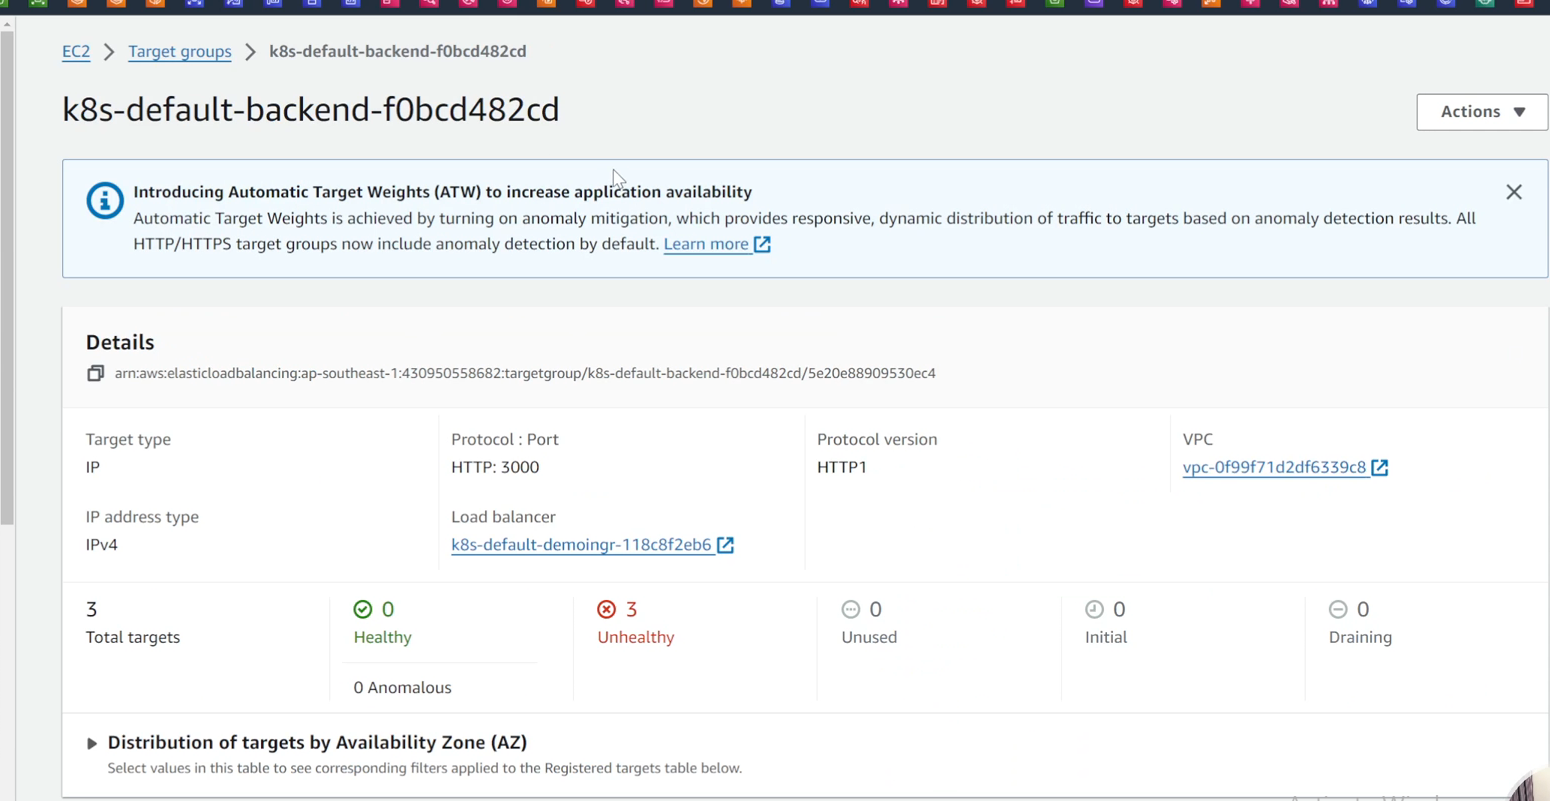 EC2 > Target groups > k8s-default-backend-f0bcd482cd
k8s-default-backend-f0bcd482cd
Actions
Introducing Automatic Target Weights (ATW) to increase application availability
Automatic Target Weights is achieved by turning on anomaly mitigation, which provides responsive, dynamic distribution of traffic to targets based on anomaly detection results. All
HTTP/HTTPS target groups now include anomaly detection by default. Learn more
Details
arn:aws:elasticloadbalancing:ap-southeast-1:430950558682:targetgroup/k8s-default-backend-f0bcd482cd/5e20e88909530ec4
Target type
IP
Protocol : Port
HTTP: 3000
Protocol version
HTTP1
VPC
vpc-0f99f71d2df6339c8
IP address type
IPv4
Load balancer
k8s-default-demoingr-118c8f2eb6
3
Total targets
0
Healthy
0 Anomalous
3
Unhealthy
0
Unused
0
Initial
0
Draining
Distribution of targets by Availability Zone (AZ)
Select values in this table to see corresponding filters applied to the Registered targets table below.